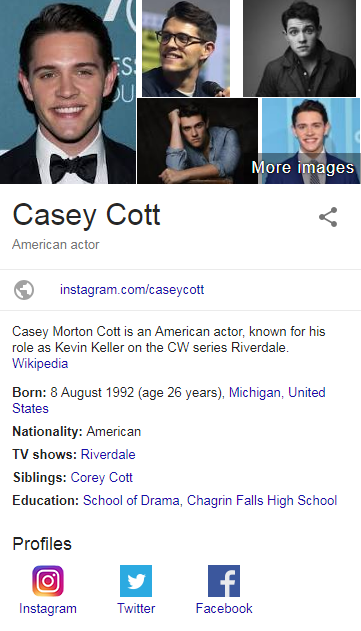 More images
Casey Cott
American actor
instagram.com/caseycott
Casey Morton Cott is an American actor, known for his
role as Kevin Keller on the CW series Riverdale.
Wikipedia
Born: 8 August 1992 (age 26 years), Michigan, United
States
Nationality: American
TV shows: Riverdale
Siblings: Corey Cott
Education: School of Drama, Chagrin Falls High School
Profiles
Instagram Twitter Facebook